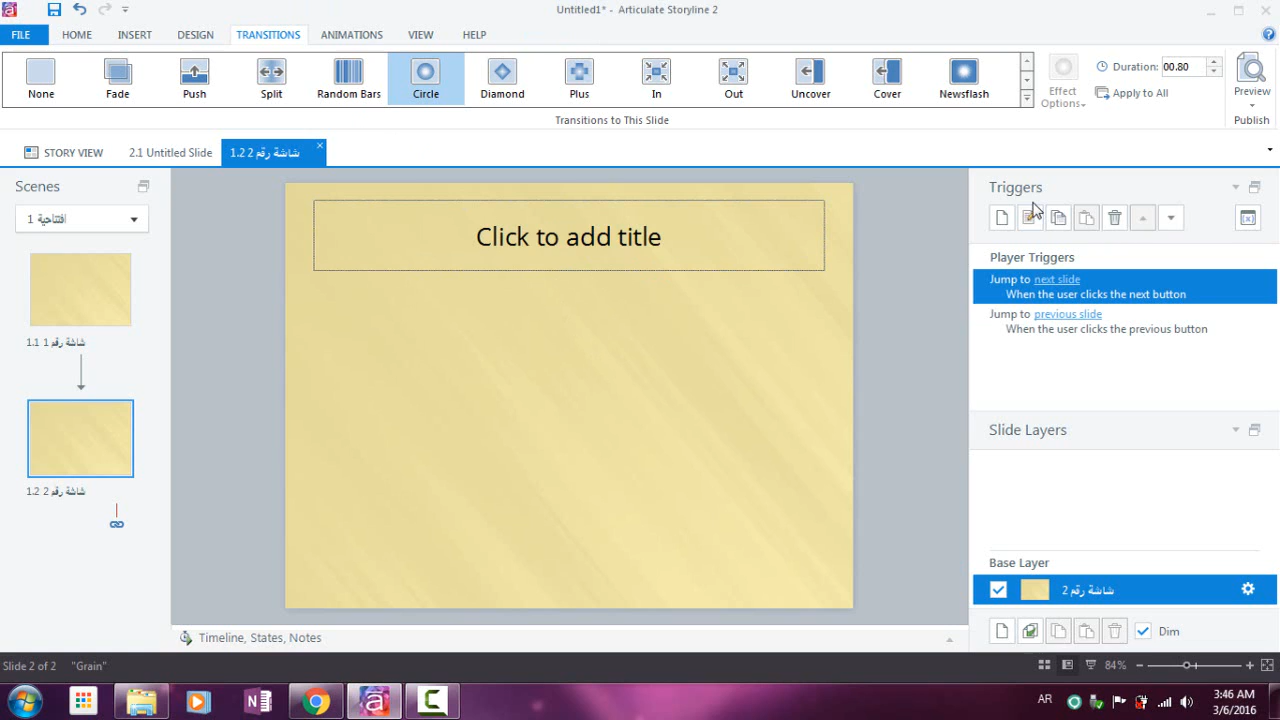 Untitled1* - Articulate Storyline 2
FILE HOME INSERT DESIGN TRANSITIONS ANIMATIONS VIEW HELP
None Fade Push Split Random Bars Circle Diamond Plus In Out Uncover Cover Newsflash
Effect Options
Duration: 00.80
Apply to All
Preview
Transitions to This Slide
Publish
STORY VIEW 2.1 Untitled Slide 1.2 شاشة رقم 2
Scenes
1 افتتاحية
1.1 شاشة رقم 1
1.2 شاشة رقم 2
Click to add title
Triggers
Player Triggers
Jump to next slide
When the user clicks the next button
Jump to previous slide
When the user clicks the previous button
Slide Layers
Base Layer
شاشة رقم 2
Dim
Timeline, States, Notes
Slide 2 of 2 "Grain" 84%
AR 3:46 AM
3/6/2016